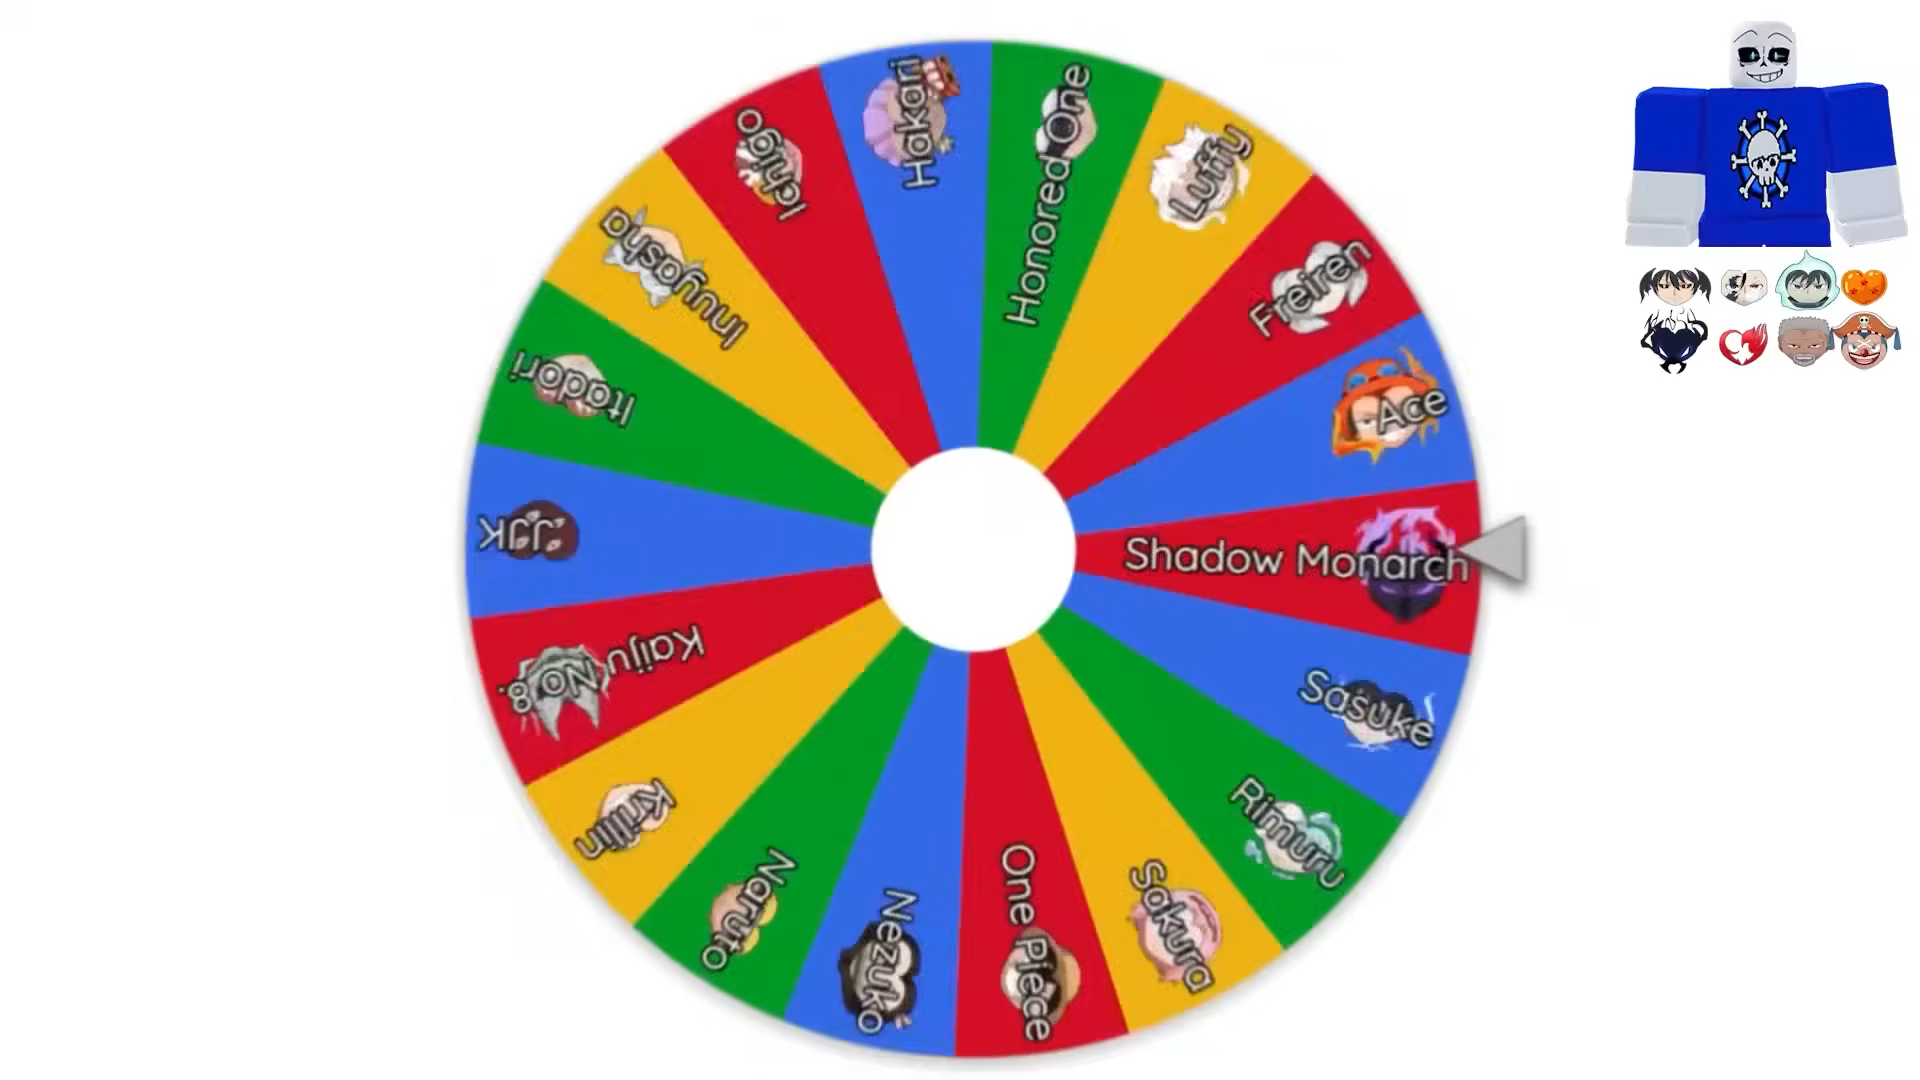 Hakari
Honored One
Luffy
Freiren
Ace
Shadow Monarch
Sasuke
Rimuru
Sakura
One Piece
Nezuko
Naruto
Krillin
Kaiju No.8.
JJK
Itadori
Inuyasha
Ichigo